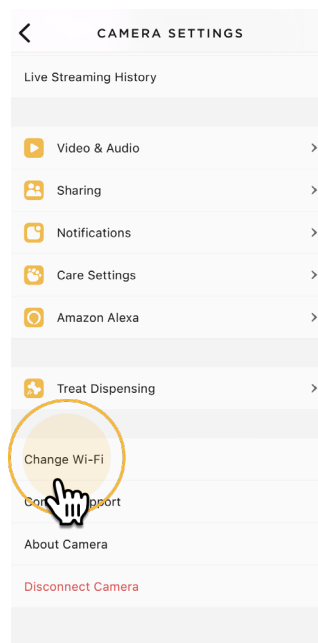 CAMERA SETTINGS
Live Streaming History
Video & Audio
Sharing
Notifications
Care Settings
Amazon Alexa
Treat Dispensing
Change Wi-Fi
Support
About Camera
Disconnect Camera